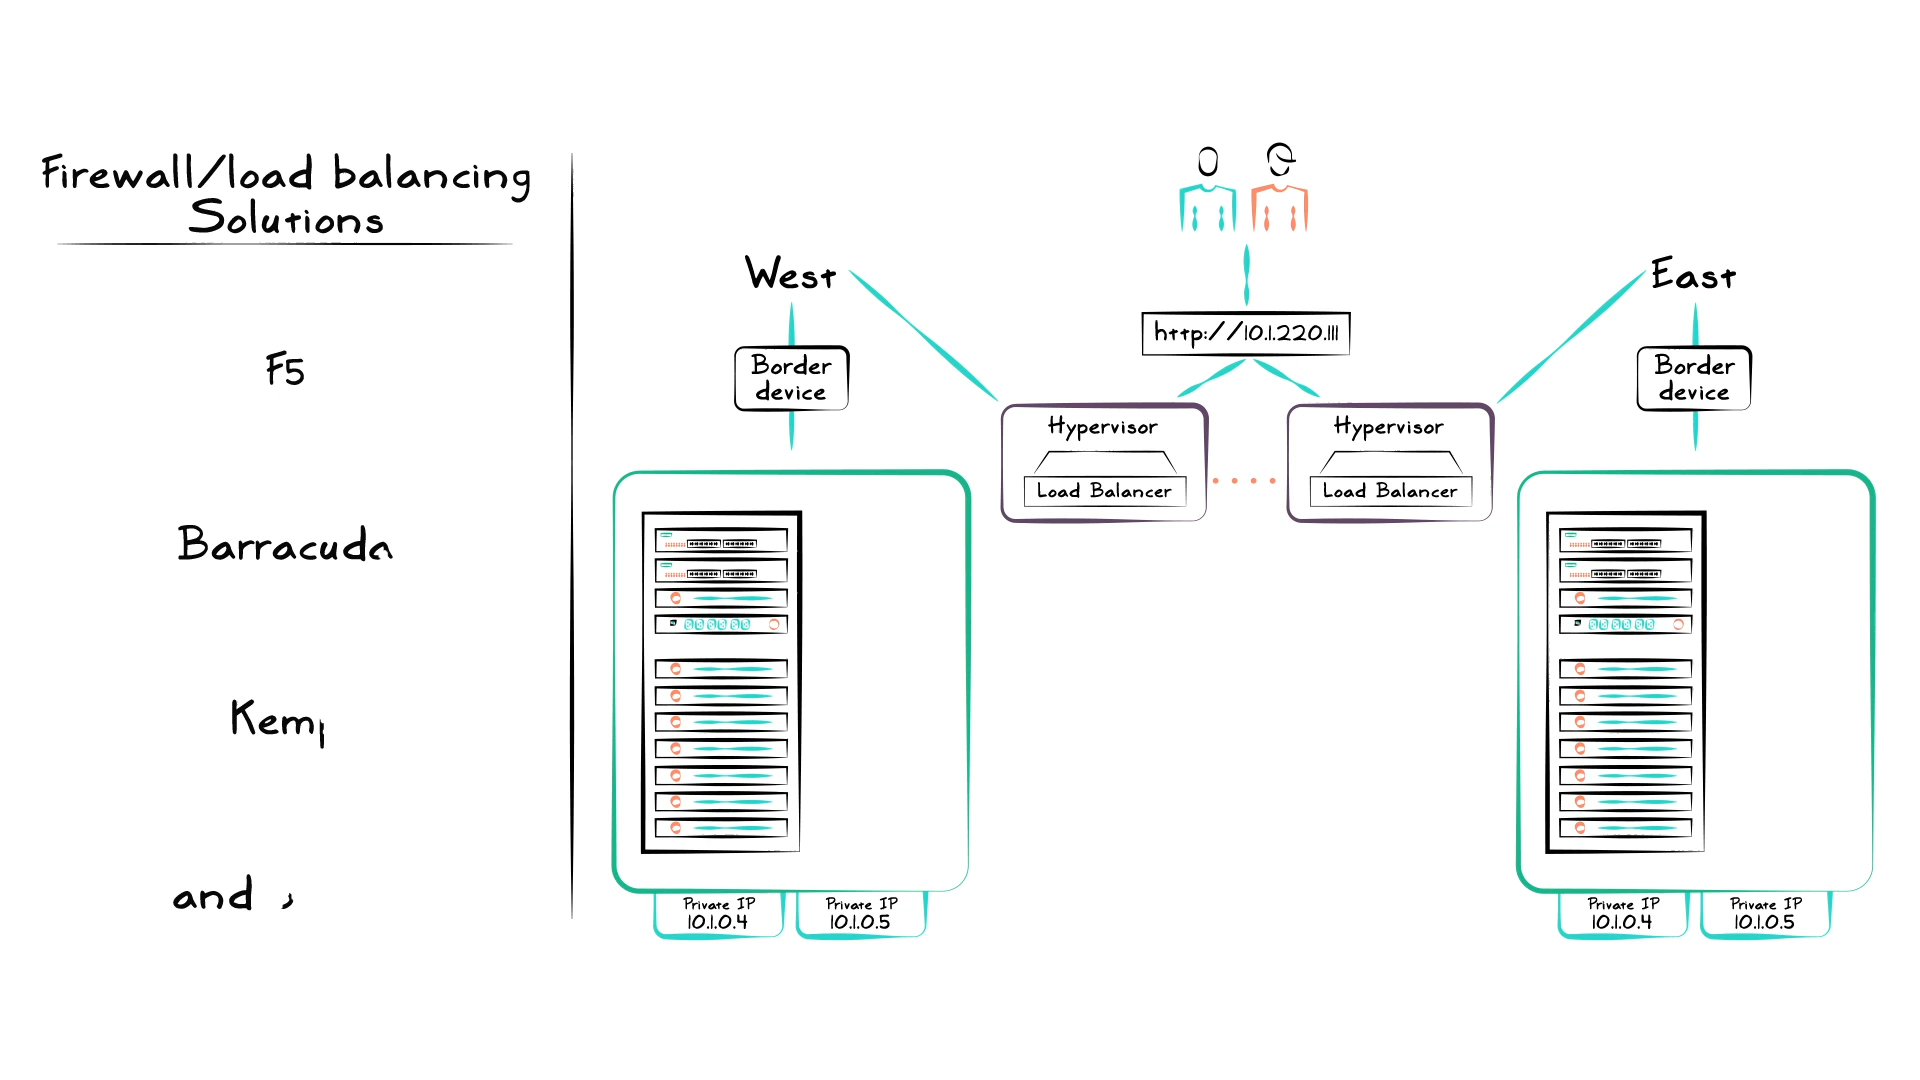 Firewall/load balancing
Solutions
F5
Barracuda
Kem
and
West
East
http://10.1.220.111
Border
device
Border
device
Hypervisor
Load Balancer
Hypervisor
Load Balancer
Private IP
10.1.0.4
Private IP
10.1.0.5
Private IP
10.1.0.4
Private IP
10.1.0.5